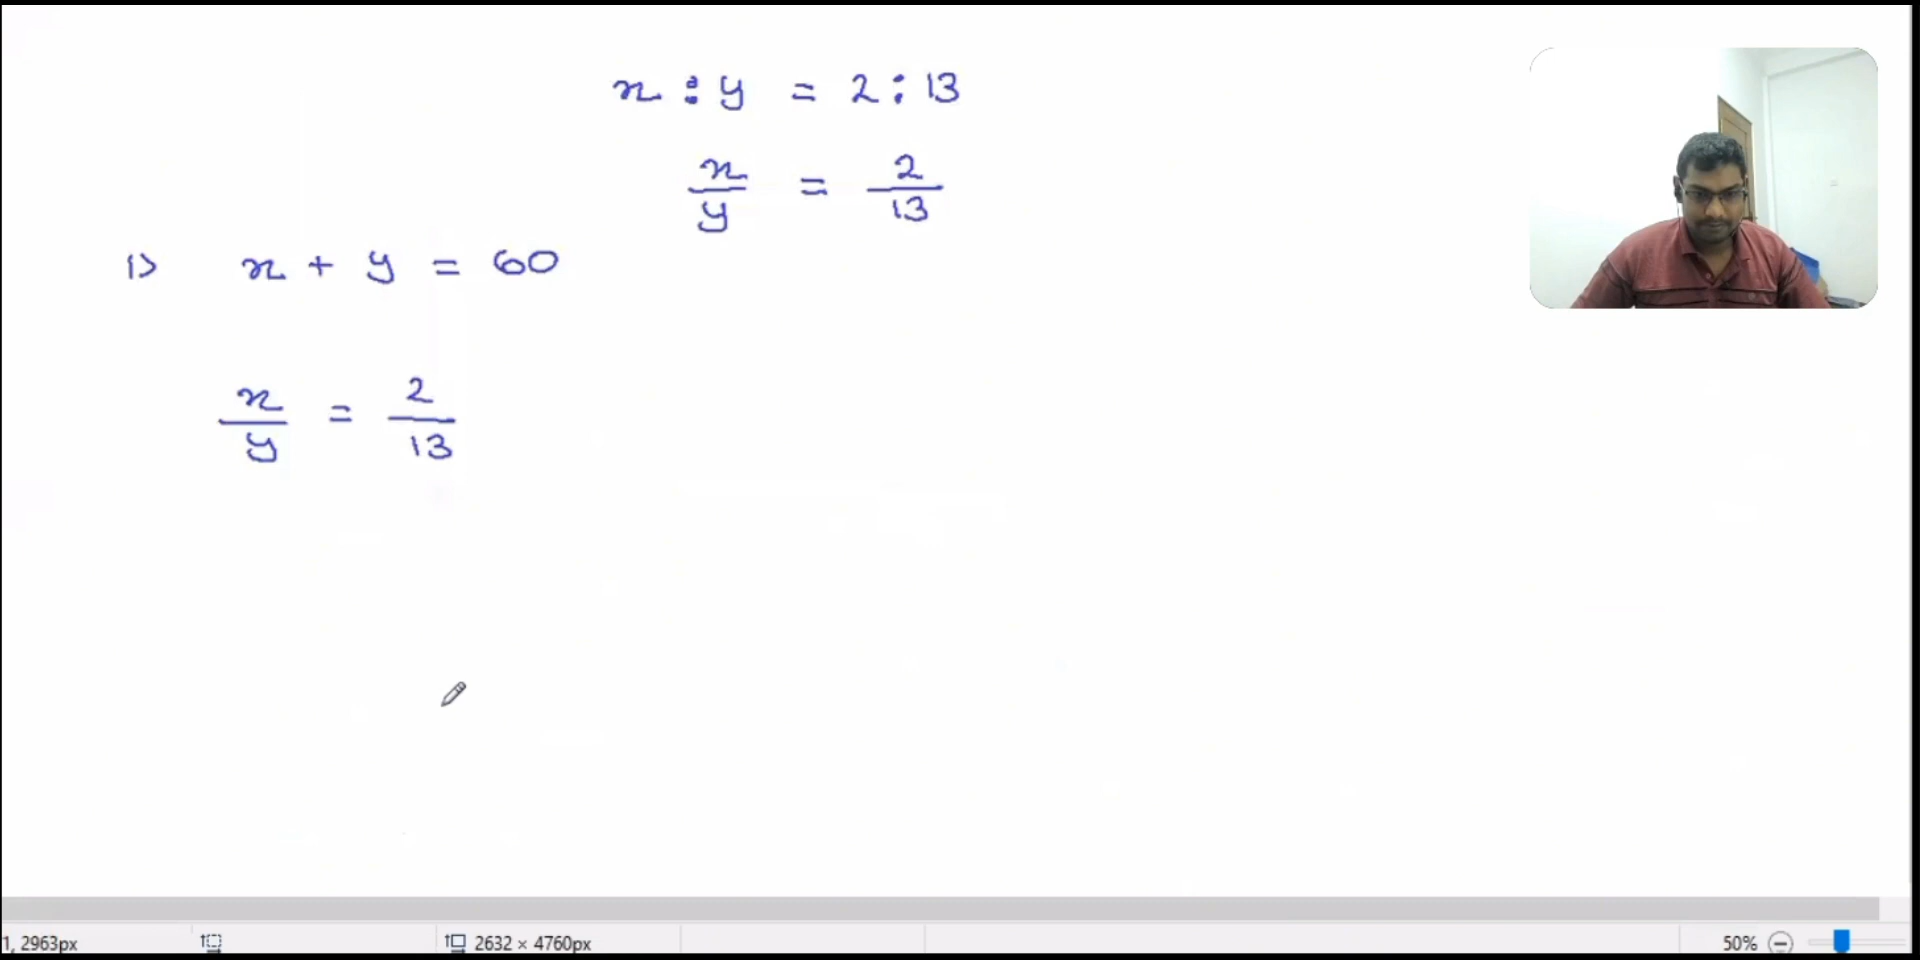 x : y = 2 : 13
x/y = 2/13
1> x + y = 60
x/y = 2/13
1, 2963px
2632 × 4760px
50%